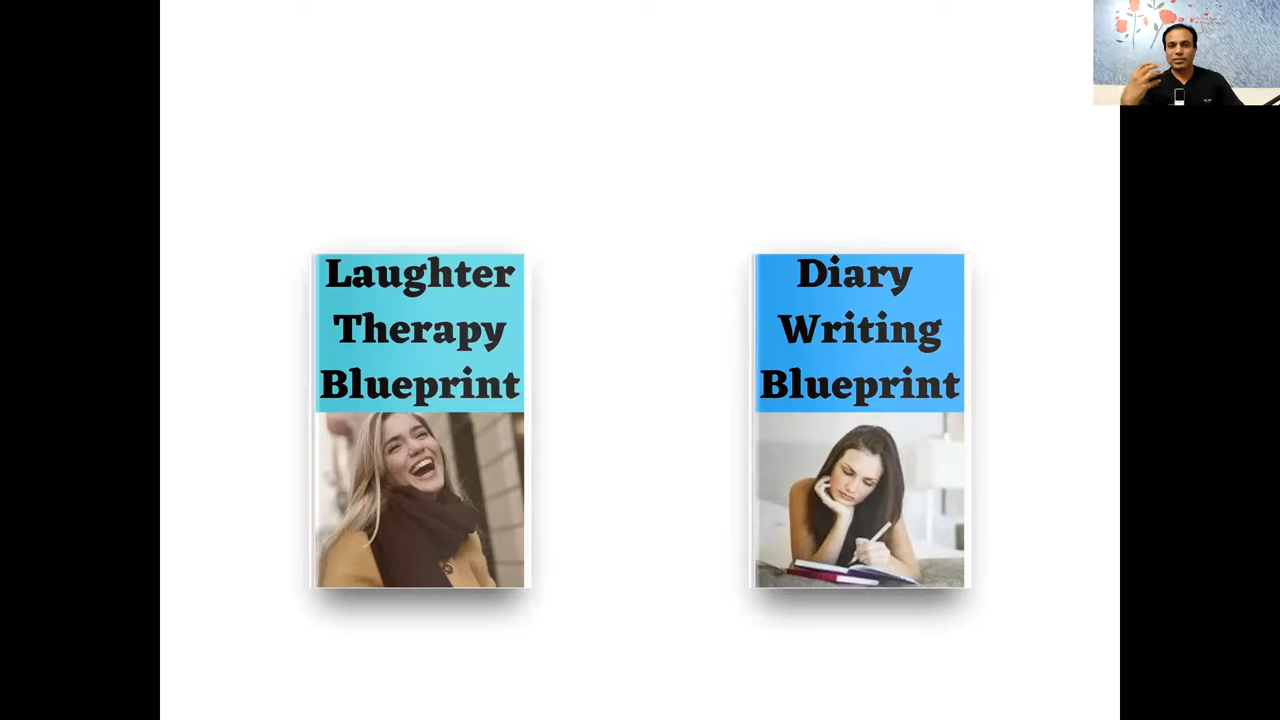 Laughter
Therapy
Blueprint
Diary
Writing
Blueprint